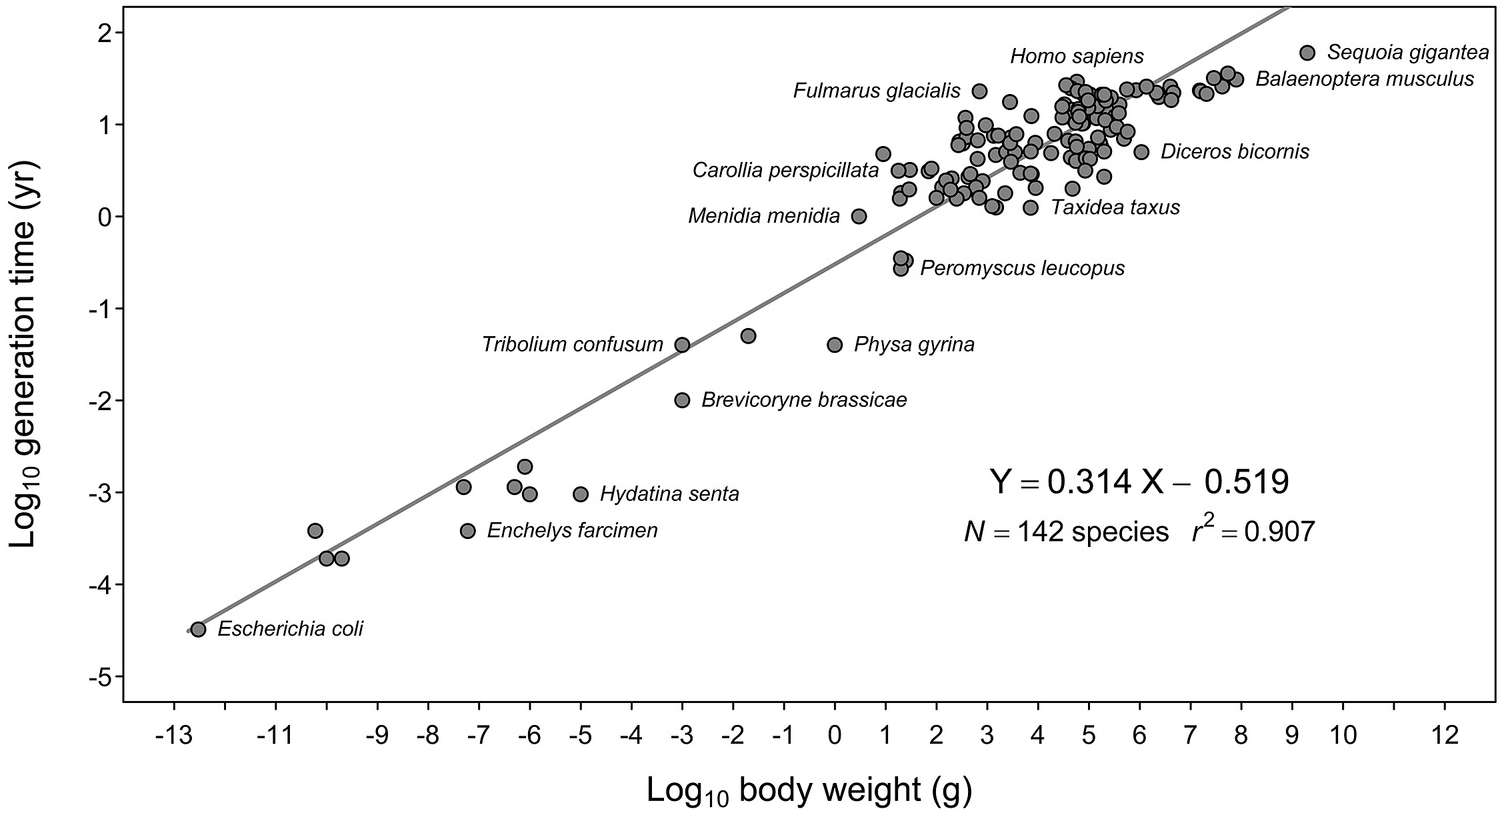 Log10 generation time (yr)
2
1
0
-1
-2
-3
-4
-5
Homo sapiens
Sequoia gigantea
Balaenoptera musculus
Fulmarus glacialis
Diceros bicornis
Carollia perspicillata
Taxidea taxus
Menidia menidia
Peromyscus leucopus
Tribolium confusum
Physa gyrina
Brevicoryne brassicae
Hydatina senta
Enchelys farcimen
Escherichia coli
Y = 0.314 X – 0.519
N = 142 species r² = 0.907
-13 -11 -9 -8 -7 -6 -5 -4 -3 -2 -1 0 1 2 3 4 5 6 7 8 9 10 12
Log10 body weight (g)